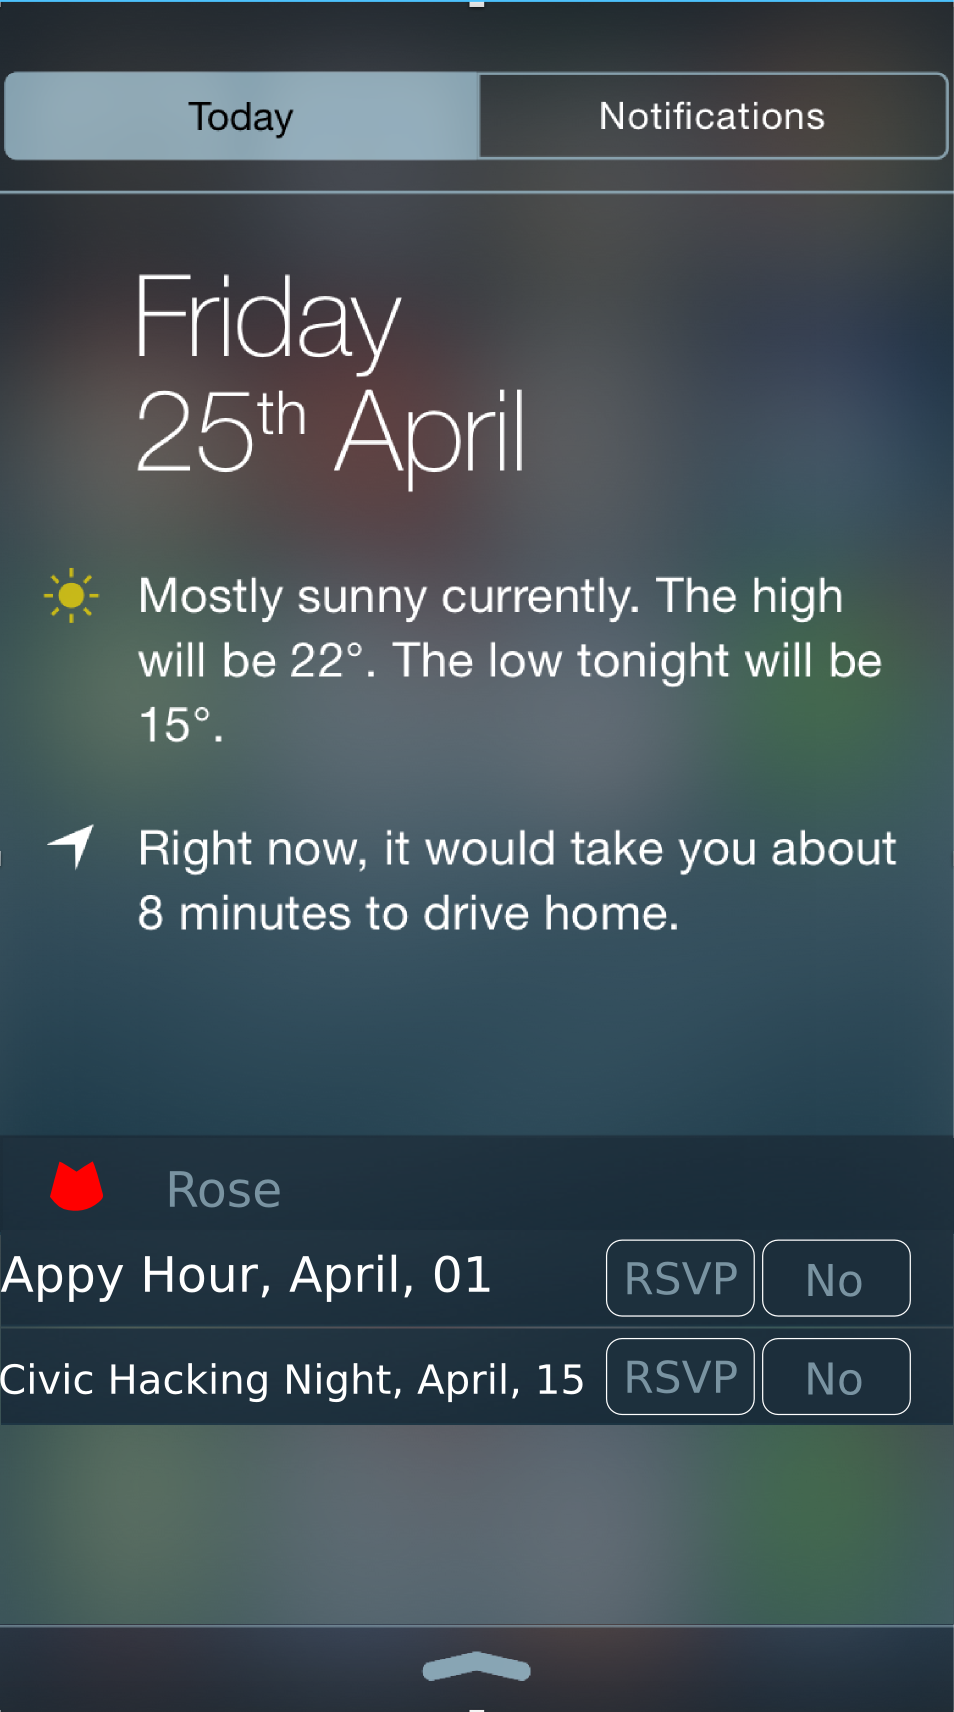 Today Notifications
Friday
25th April
Mostly sunny currently. The high
will be 22°. The low tonight will be
15°.
Right now, it would take you about
8 minutes to drive home.
Rose
Appy Hour, April, 01 RSVP No
Civic Hacking Night, April, 15 RSVP No